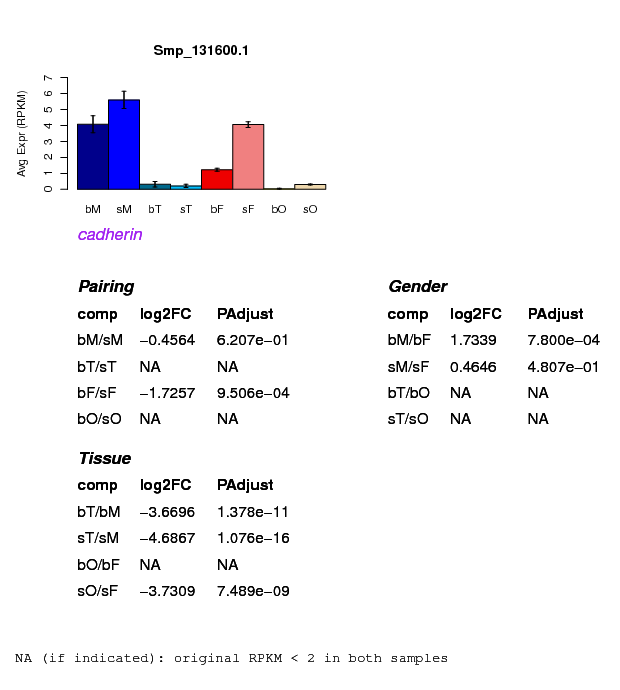 Smp_131600.1
Avg Expr (RPKM)
7
6
5
4
3
2
1
0
bM sM bT sT bF sF bO sO
cadherin
Pairing
comp log2FC PAdjust
bM/sM −0.4564 6.207e−01
bT/sT NA NA
bF/sF −1.7257 9.506e−04
bO/sO NA NA
Gender
comp log2FC PAdjust
bM/bF 1.7339 7.800e−04
sM/sF 0.4646 4.807e−01
bT/bO NA NA
sT/sO NA NA
Tissue
comp log2FC PAdjust
bT/bM −3.6696 1.378e−11
sT/sM −4.6867 1.076e−16
bO/bF NA NA
sO/sF −3.7309 7.489e−09
NA (if indicated): original RPKM < 2 in both samples